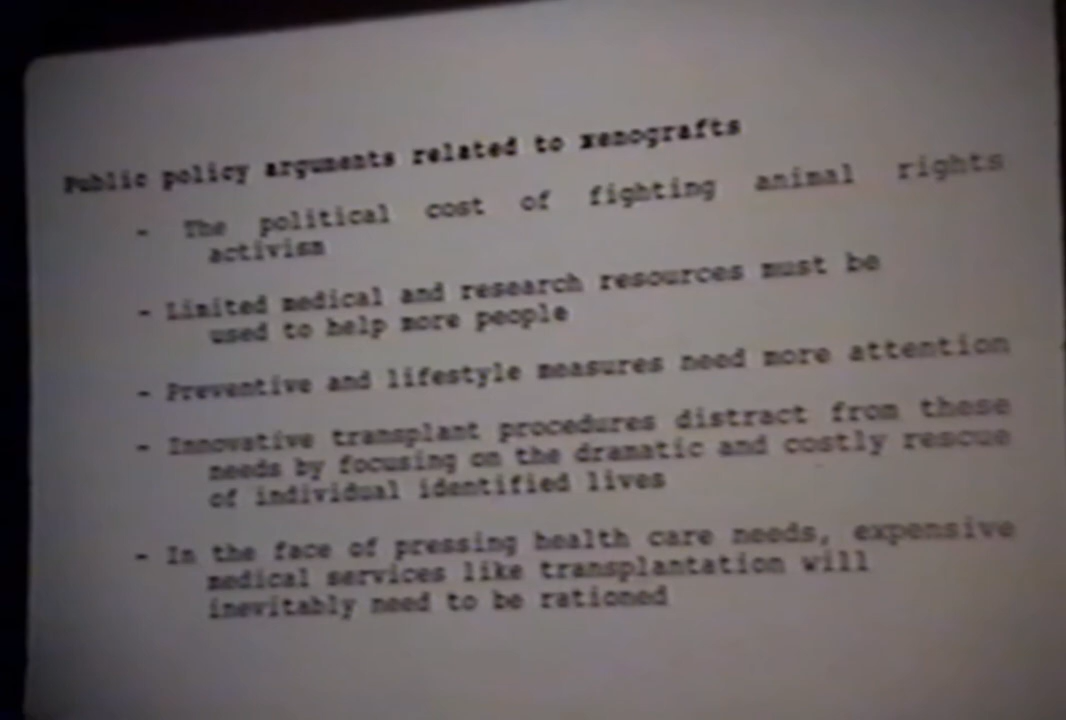 Public policy arguments related to xenografts
- The political cost of fighting animal rights
activism
- Limited medical and research resources must be
used to help more people
- Preventive and lifestyle measures need more attention
- Innovative transplant procedures distract from these
needs by focusing on the dramatic and costly rescue
of individual identified lives
- In the face of pressing health care needs, expensive
medical services like transplantation will
inevitably need to be rationed